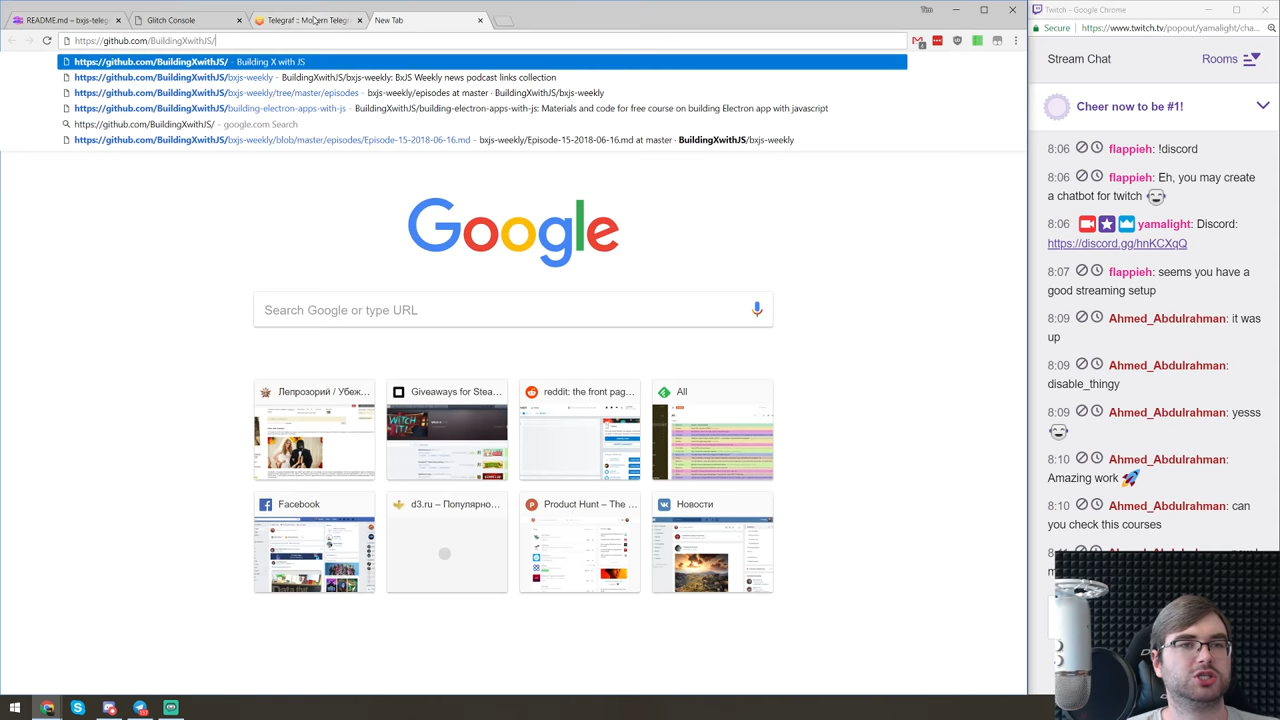 README.md – bxjs-teleg
Glitch Console
Telegraf :: Modern Telegr
New Tab
Tim
https://github.com/BuildingXwithJS/
https://github.com/BuildingXwithJS/ - Building X with JS
https://github.com/BuildingXwithJS/bxjs-weekly - BuildingXwithJS/bxjs-weekly: BxJS Weekly news podcast links collection
https://github.com/BuildingXwithJS/bxjs-weekly/tree/master/episodes - bxjs-weekly/episodes at master · BuildingXwithJS/bxjs-weekly
https://github.com/BuildingXwithJS/building-electron-apps-with-js - BuildingXwithJS/building-electron-apps-with-js: Materials and code for free course on building Electron app with javascript
https://github.com/BuildingXwithJS/ - google.com Search
https://github.com/BuildingXwithJS/bxjs-weekly/blob/master/episodes/Episode-15-2018-06-16.md - bxjs-weekly/Episode-15-2018-06-16.md at master · BuildingXwithJS/bxjs-weekly
Google
Search Google or type URL
Лепрозорий / Убеж...
Giveaways for Stea...
reddit: the front pag...
All
Facebook
d3.ru – Популярно...
Product Hunt – The ...
Новости
Twitch - Google Chrome
Secure https://www.twitch.tv/popout/yamalight/cha...
Stream Chat
Rooms
Cheer now to be #1!
8:06 flappieh: !discord
8:06 flappieh: Eh, you may create
a chatbot for twitch
8:06 yamalight: Discord:
https://discord.gg/hnKCXqQ
8:07 flappieh: seems you have a
good streaming setup
8:09 Ahmed_Abdulrahman: it was
up
8:09 Ahmed_Abdulrahman:
disable_thingy
8:09 Ahmed_Abdulrahman: yesss
8:10 Ahmed_Abdulrahman:
Amazing work
8:10 Ahmed_Abdulrahman: can
you check this courses